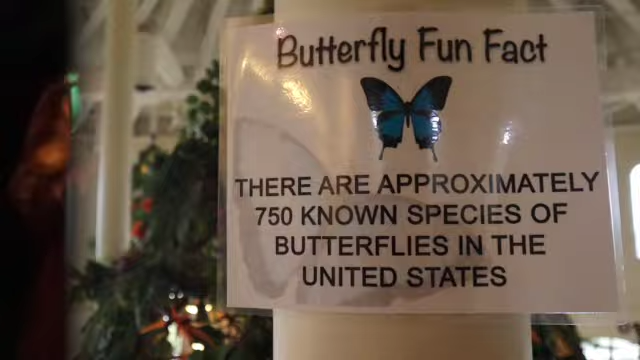 Butterfly Fun Fact
THERE ARE APPROXIMATELY
750 KNOWN SPECIES OF
BUTTERFLIES IN THE
UNITED STATES